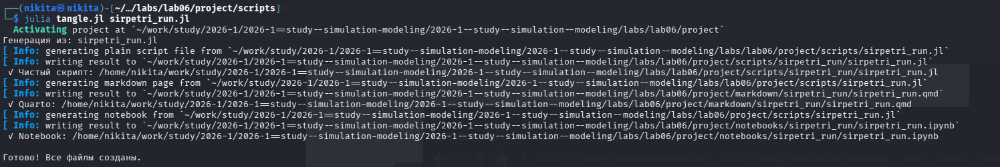 ┌──(nikita㉿nikita)-[~/…/labs/lab06/project/scripts]
└─$ julia tangle.jl sirpetri_run.jl
Activating project at `~/work/study/2026-1/2026-1==study--simulation-modeling/2026-1--study--simulation--modeling/labs/lab06/project`
Генерация из: sirpetri_run.jl
[ Info: generating plain script file from `~/work/study/2026-1/2026-1==study--simulation-modeling/2026-1--study--simulation--modeling/labs/lab06/project/scripts/sirpetri_run.jl`
[ Info: writing result to `~/work/study/2026-1/2026-1==study--simulation-modeling/2026-1--study--simulation--modeling/labs/lab06/project/scripts/sirpetri_run/sirpetri_run.jl`
✓ Чистый скрипт: /home/nikita/work/study/2026-1/2026-1==study--simulation-modeling/2026-1--study--simulation--modeling/labs/lab06/project/scripts/sirpetri_run/sirpetri_run.jl
[ Info: generating markdown page from `~/work/study/2026-1/2026-1==study--simulation-modeling/2026-1--study--simulation--modeling/labs/lab06/project/scripts/sirpetri_run.jl`
[ Info: writing result to `~/work/study/2026-1/2026-1==study--simulation-modeling/2026-1--study--simulation--modeling/labs/lab06/project/markdown/sirpetri_run/sirpetri_run.qmd`
✓ Quarto: /home/nikita/work/study/2026-1/2026-1==study--simulation-modeling/2026-1--study--simulation--modeling/labs/lab06/project/markdown/sirpetri_run/sirpetri_run.qmd
[ Info: generating notebook from `~/work/study/2026-1/2026-1==study--simulation-modeling/2026-1--study--simulation--modeling/labs/lab06/project/scripts/sirpetri_run.jl`
[ Info: writing result to `~/work/study/2026-1/2026-1==study--simulation-modeling/2026-1--study--simulation--modeling/labs/lab06/project/notebooks/sirpetri_run/sirpetri_run.ipynb`
✓ Notebook: /home/nikita/work/study/2026-1/2026-1==study--simulation-modeling/2026-1--study--simulation--modeling/labs/lab06/project/notebooks/sirpetri_run/sirpetri_run.ipynb
Готово! Все файлы созданы.